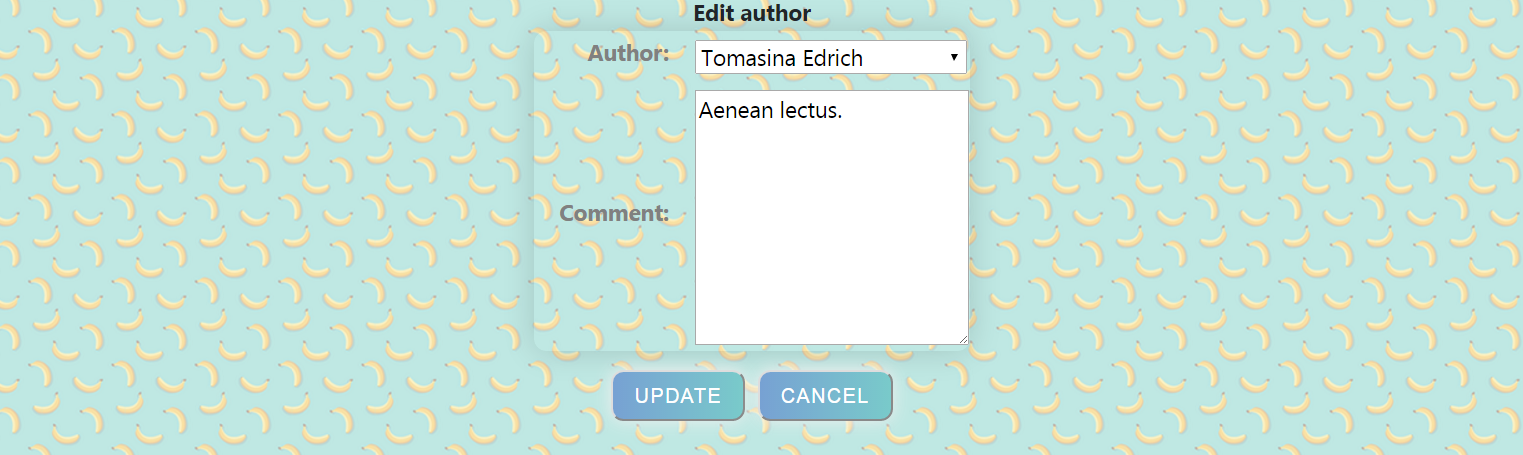 Edit author
Author: Tomasina Edrich
Aenean lectus.
Comment:
UPDATE CANCEL